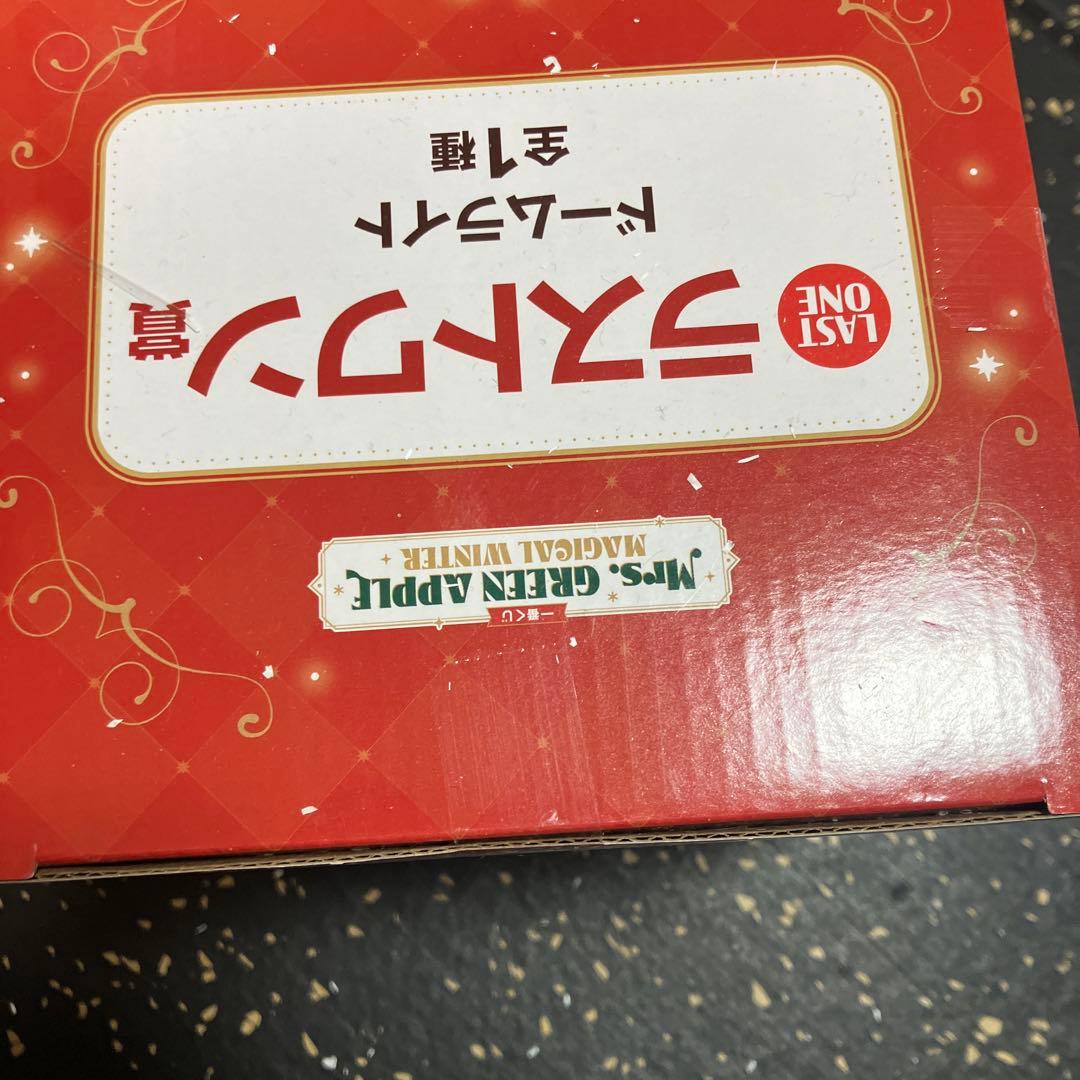 一番くじ
Mrs. GREEN APPLE
MAGICAL WINTER
LAST
ONE
ラストワン賞
ドームライト
全1種